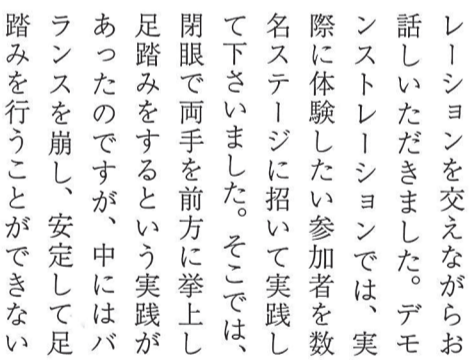 レーションを交えながらお
話しいただきました。デモ
ンストレーションでは、実
際に体験したい参加者を数
名ステージに招いて実践し
て下さいました。そこでは、
閉眼で両手を前方に挙上し
足踏みをするという実践が
あったのですが、中にはバ
ランスを崩し、安定して足
踏みを行うことができない